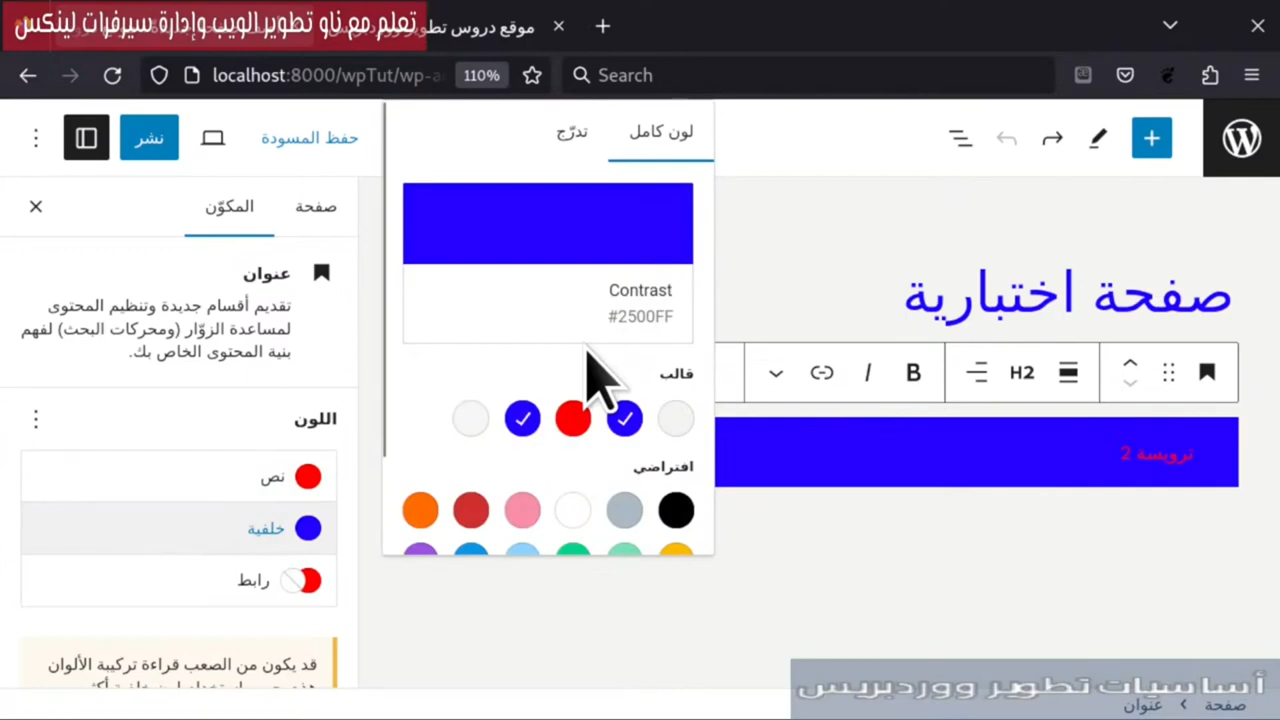 تعلم مع ناو تطوير الويب وإدارة سيرفرات لينكس
موقع دروس تطوير ووردبريس
localhost:8000/wpTut/wp-a
110%
Search
نشر
حفظ المسودة
لون كامل
تدرّج
صفحة
المكوّن
عنوان
تقديم أقسام جديدة وتنظيم المحتوى
لمساعدة الزوّار (ومحركات البحث) لفهم
بنية المحتوى الخاص بك.
اللون
نص
خلفية
رابط
قد يكون من الصعب قراءة تركيبة الألوان
Contrast
#2500FF
قالب
افتراضي
صفحة اختبارية
I
H2
B
ترويسة 2
أساسيات تطوير ووردبريس
صفحة
عنوان